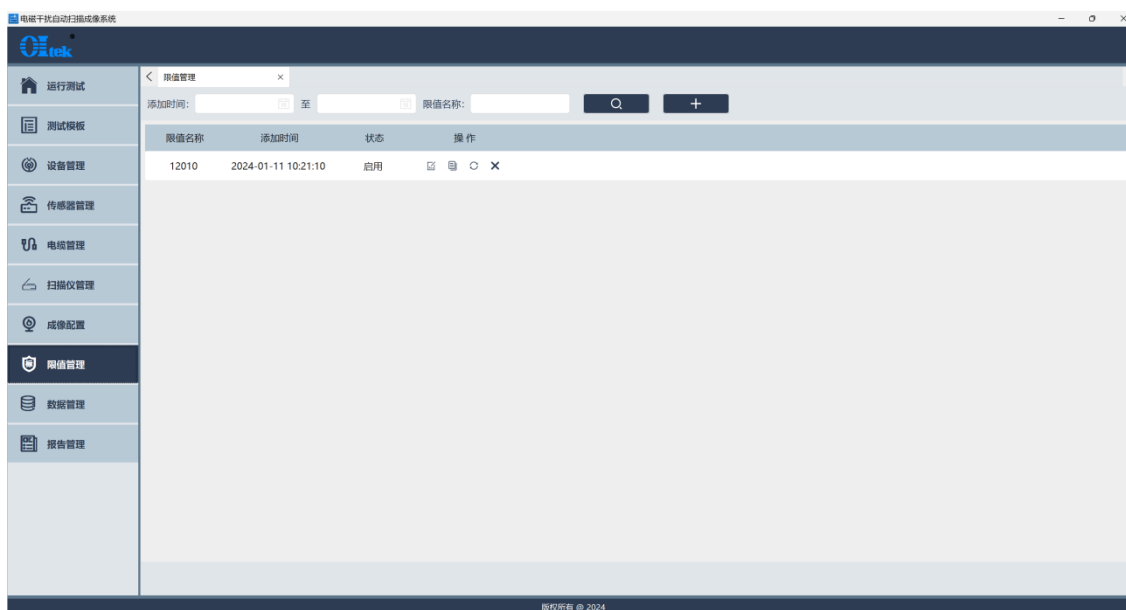 电磁干扰自动扫描成像系统
OItek
运行测试
测试模板
设备管理
传感器管理
电缆管理
扫描仪管理
成像配置
限值管理
数据管理
报告管理
限值管理
添加时间: 至 限值名称:
限值名称 添加时间 状态 操作
12010 2024-01-11 10:21:10 启用
版权所有 @ 2024